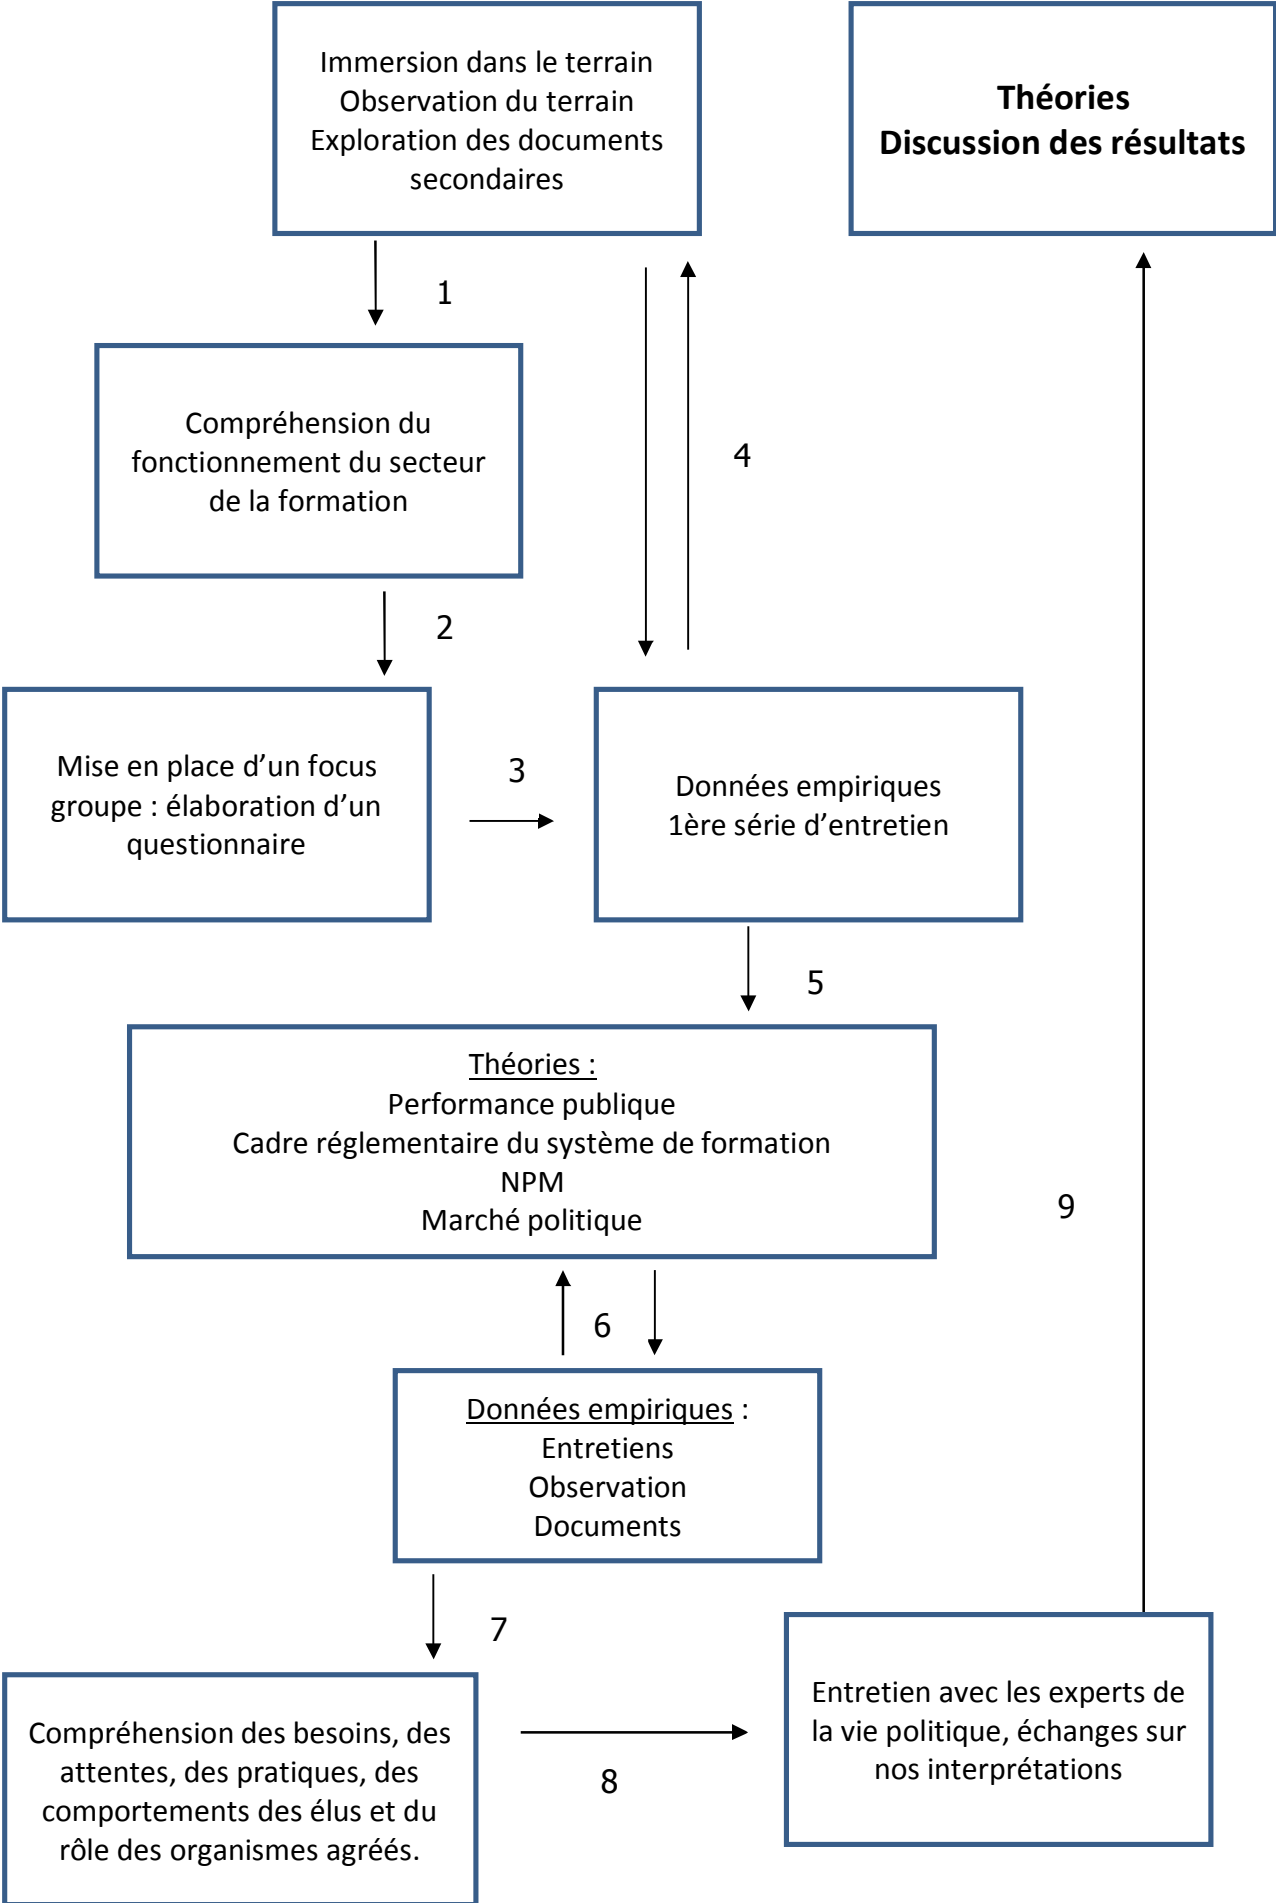 Immersion dans le terrain
Observation du terrain
Exploration des documents
secondaires
Théories
Discussion des résultats
1
Compréhension du
fonctionnement du secteur
de la formation
4
2
Mise en place d’un focus
groupe : élaboration d’un
questionnaire
3
Données empiriques
1ère série d’entretien
5
Théories :
Performance publique
Cadre réglementaire du système de formation
NPM
Marché politique
9
6
Données empiriques :
Entretiens
Observation
Documents
7
Compréhension des besoins, des
attentes, des pratiques, des
comportements des élus et du
rôle des organismes agréés.
8
Entretien avec les experts de
la vie politique, échanges sur
nos interprétations